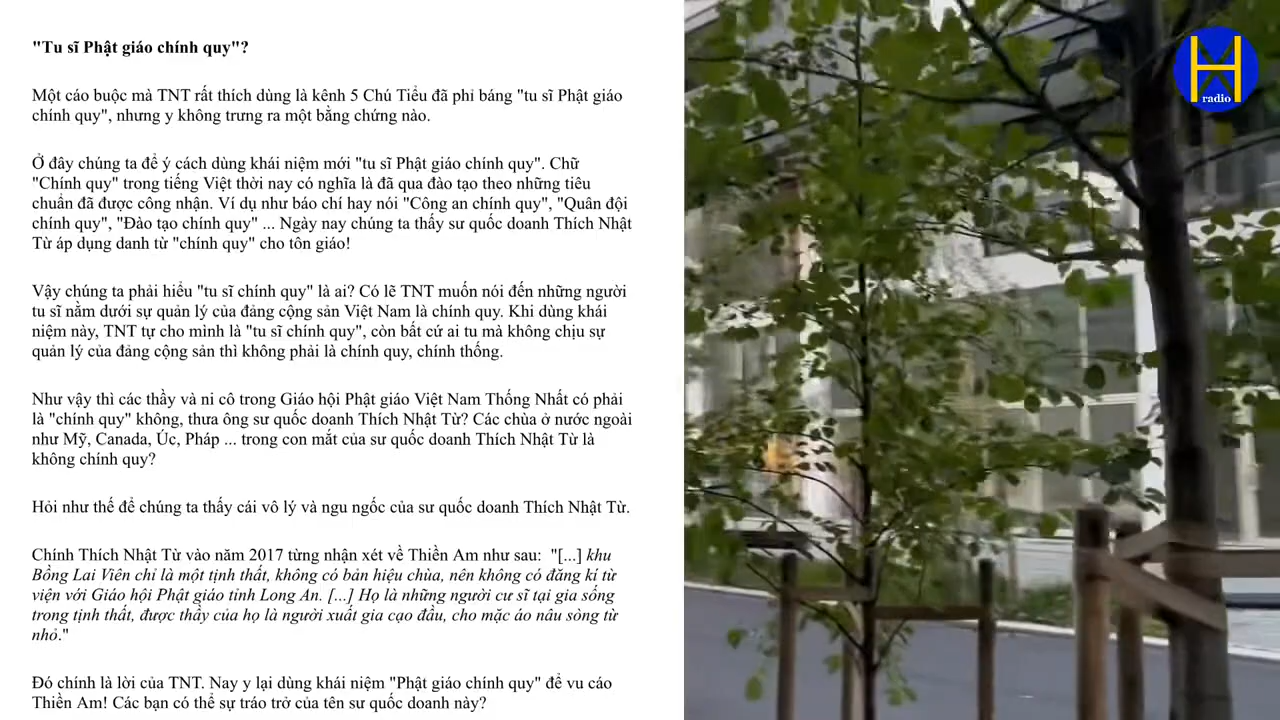 "Tu sĩ Phật giáo chính quy"?
Một cáo buộc mà TNT rất thích dùng là kênh 5 Chú Tiểu đã phỉ báng "tu sĩ Phật giáo
chính quy", nhưng y không trưng ra một bằng chứng nào.
Ở đây chúng ta để ý cách dùng khái niệm mới "tu sĩ Phật giáo chính quy". Chữ
"Chính quy" trong tiếng Việt thời nay có nghĩa là đã qua đào tạo theo những tiêu
chuẩn đã được công nhận. Ví dụ như báo chí hay nói "Công an chính quy", "Quân đội
chính quy", "Đào tạo chính quy" ... Ngày nay chúng ta thấy sư quốc doanh Thích Nhật
Từ áp dụng danh từ "chính quy" cho tôn giáo!
Vậy chúng ta phải hiểu "tu sĩ chính quy" là ai? Có lẽ TNT muốn nói đến những người
tu sĩ nằm dưới sự quản lý của đảng cộng sản Việt Nam là chính quy. Khi dùng khái
niệm này, TNT tự cho mình là "tu sĩ chính quy", còn bất cứ ai tu mà không chịu sự
quản lý của đảng cộng sản thì không phải là chính quy, chính thống.
Như vậy thì các thầy và ni cô trong Giáo hội Phật giáo Việt Nam Thống Nhất có phải
là "chính quy" không, thưa ông sư quốc doanh Thích Nhật Từ? Các chùa ở nước ngoài
như Mỹ, Canada, Úc, Pháp ... trong con mắt của sư quốc doanh Thích Nhật Từ là
không chính quy?
Hỏi như thế để chúng ta thấy cái vô lý và ngu ngốc của sư quốc doanh Thích Nhật Từ.
Chính Thích Nhật Từ vào năm 2017 từng nhận xét về Thiền Am như sau: "[...] khu
Bồng Lai Viên chỉ là một tịnh thất, không có bản hiệu chùa, nên không có đăng kí tự
viện với Giáo hội Phật giáo tỉnh Long An. [...] Họ là những người cư sĩ tại gia sống
trong tịnh thất, được thầy của họ là người xuất gia cạo đầu, cho mặc áo nâu sòng từ
nhỏ."
Đó chính là lời của TNT. Nay y lại dùng khái niệm "Phật giáo chính quy" để vu cáo
Thiền Am! Các bạn có thể sự tráo trở của tên sư quốc doanh này?
H
radio